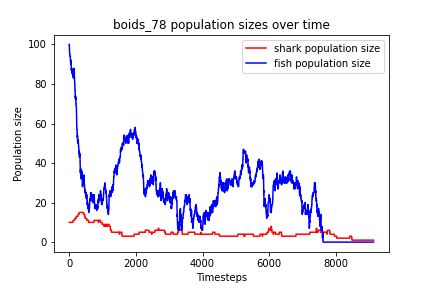 boids_78 population sizes over time
shark population size
fish population size
Population size
100
80
60
40
20
0
0 2000 4000 6000 8000
Timesteps